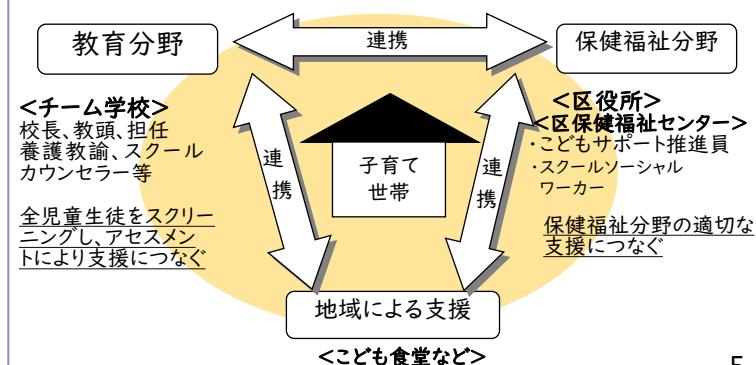 教育分野
連携
保健福祉分野
<チーム学校>
校長、教頭、担任
養護教諭、スクール
カウンセラー等
全児童生徒をスクリー
ニングし、アセスメン
トにより支援につなぐ
連
携
子育て
世帯
連
携
<区役所>
<区保健福祉センター>
・こどもサポート推進員
・スクールソーシャル
ワーカー
保健福祉分野の適切な
支援につなぐ
地域による支援
<こども食堂など>
5